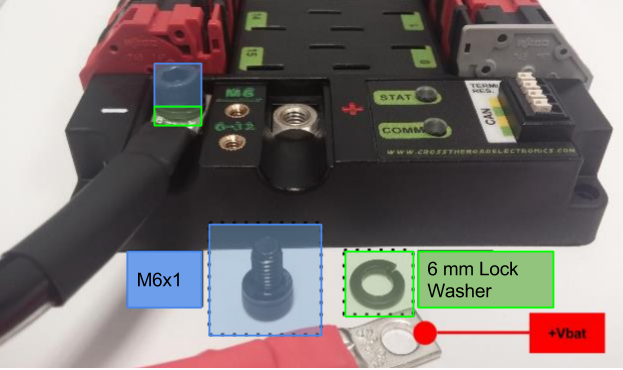 M6
6-32
STAT
COMM
TERM
RES.
CAN
WWW.CROSSTHEROADELECTRONICS.COM
M6x1
6 mm Lock
Washer
+Vbat